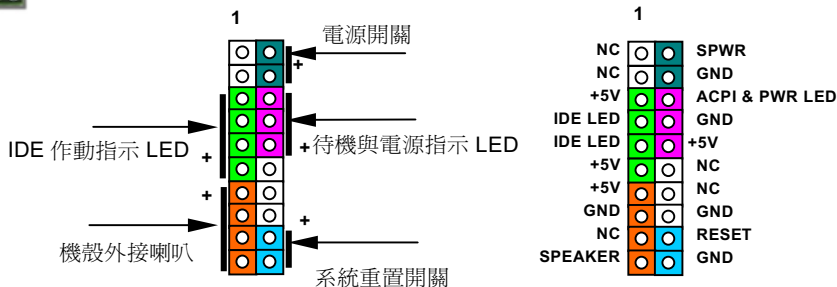 1
電源開關
+
IDE 作動指示 LED
+
+待機與電源指示 LED
+
機殼外接喇叭
+
系統重置開關
1
NC SPWR
NC GND
+5V ACPI & PWR LED
IDE LED GND
IDE LED +5V
+5V NC
+5V NC
GND GND
NC RESET
SPEAKER GND